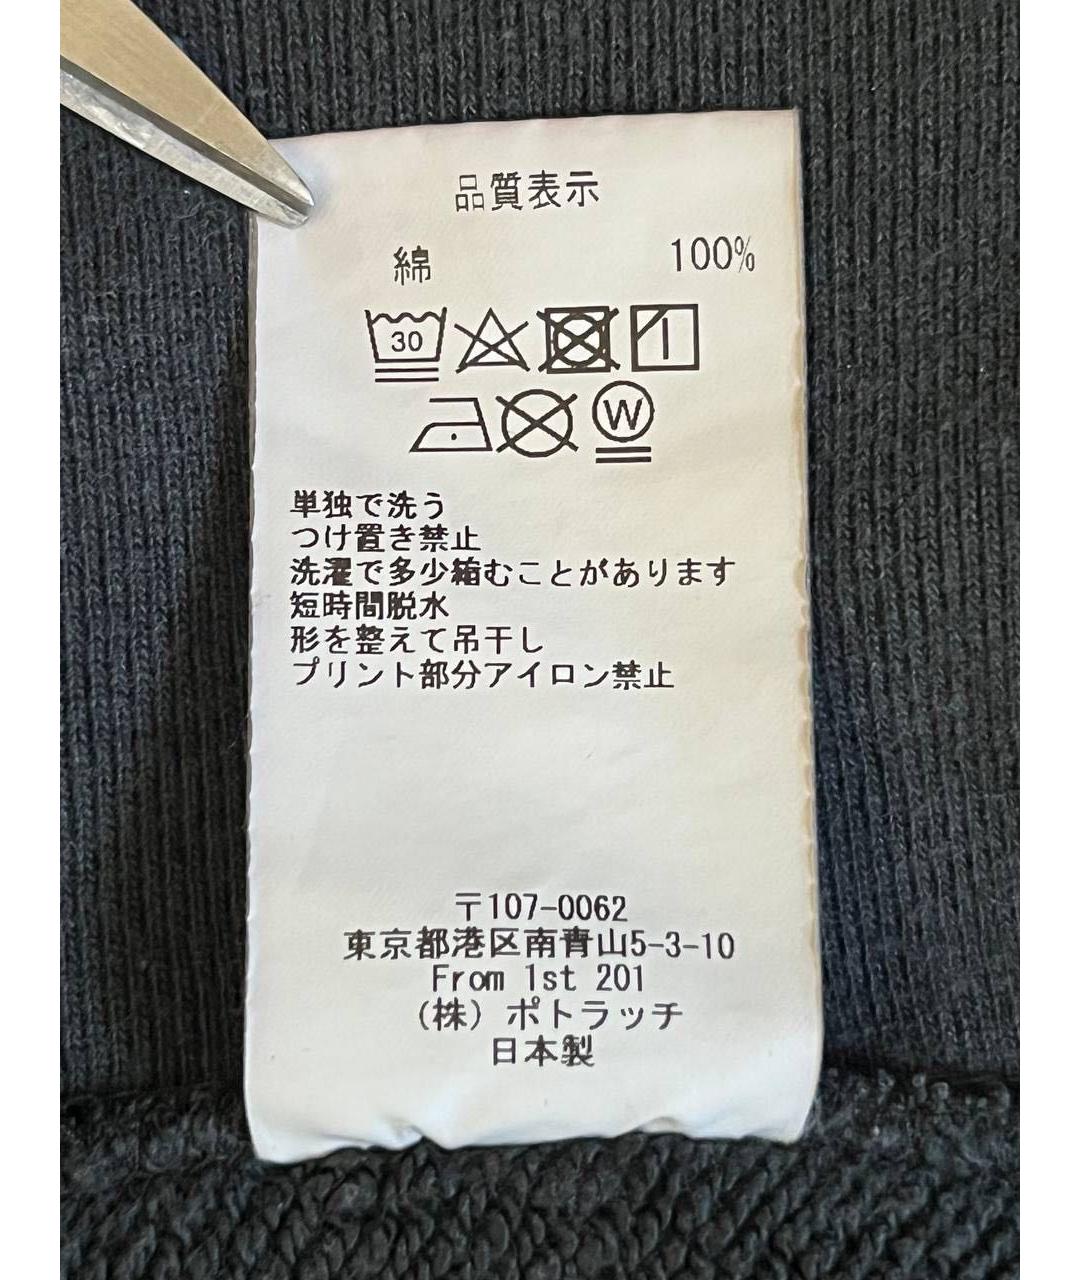 品質表示
綿 100%
30
W
単独で洗う
つけ置き禁止
洗濯で多少縮むことがあります
短時間脱水
形を整えて吊干し
プリント部分アイロン禁止
〒107-0062
東京都港区南青山5-3-10
From 1st 201
(株) ポトラッチ
日本製